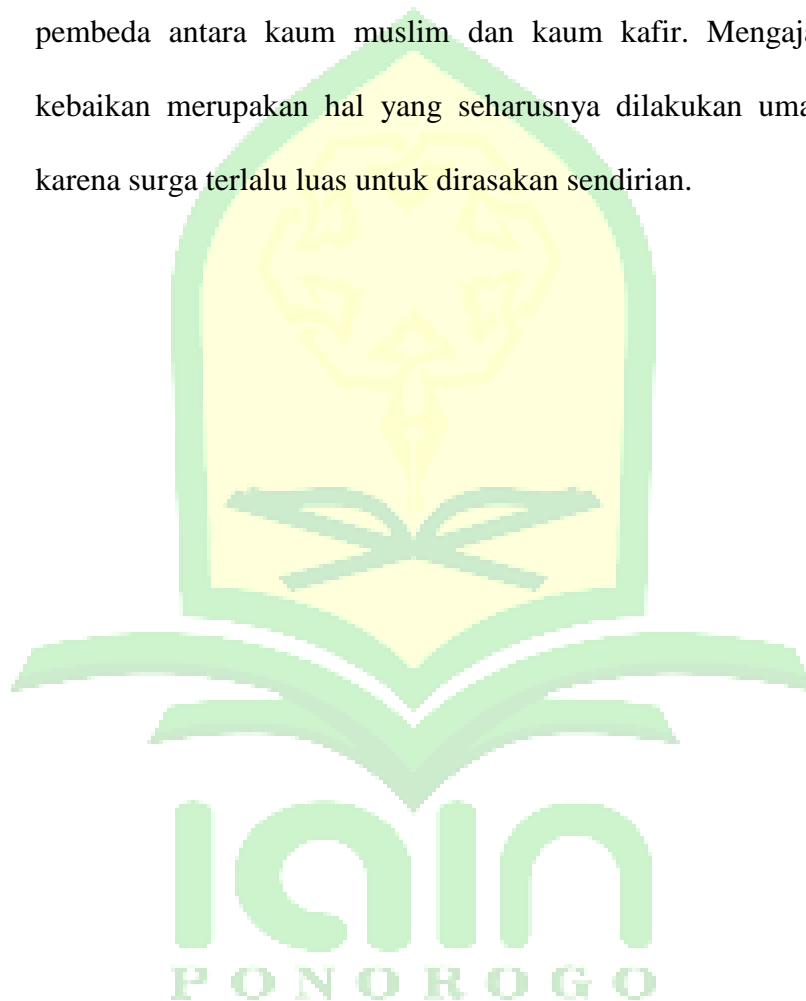 pembeda antara kaum muslim dan kaum kafir. Mengaja
kebaikan merupakan hal yang seharusnya dilakukan uma
karena surga terlalu luas untuk dirasakan sendirian.
iain
PONOROGO